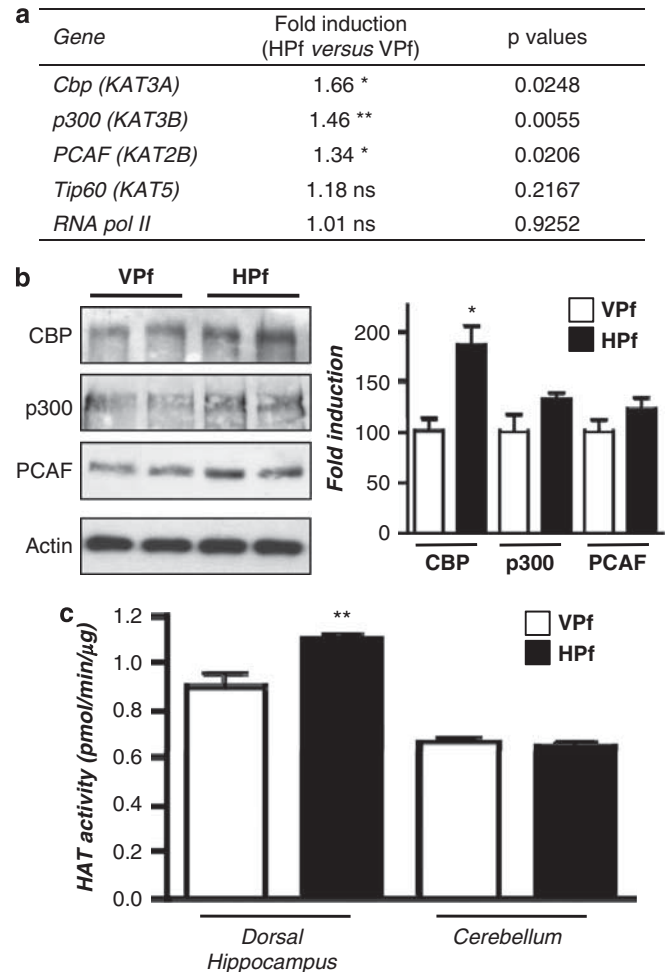 a
Gene Fold induction (HPf versus VPf) p values
Cbp (KAT3A) 1.66 * 0.0248
p300 (KAT3B) 1.46 ** 0.0055
PCAF (KAT2B) 1.34 * 0.0206
Tip60 (KAT5) 1.18 ns 0.2167
RNA pol II 1.01 ns 0.9252
b
VPf HPf
CBP
p300
PCAF
Actin
VPf
HPf
*
Fold induction
200
150
100
50
0
CBP p300 PCAF
c
VPf
HPf
**
HAT activity (pmol/min/μg)
1.2
1.0
0.8
0.6
0.4
0.2
0.0
Dorsal
Hippocampus
Cerebellum